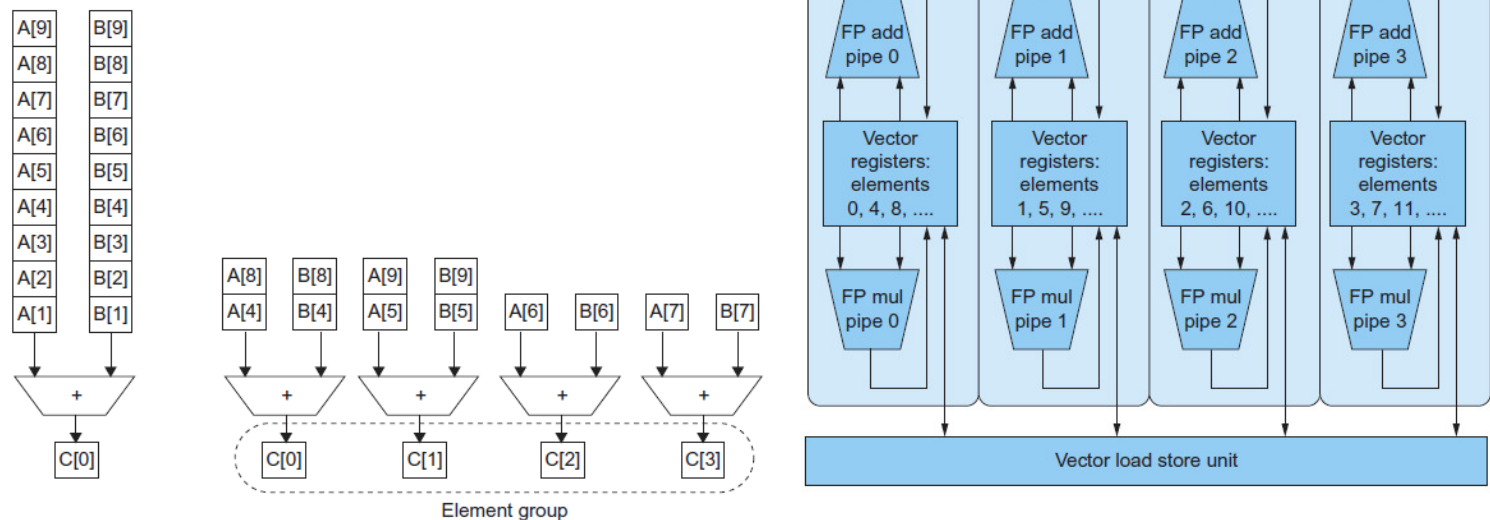 A[9] B[9]
A[8] B[8]
A[7] B[7]
A[6] B[6]
A[5] B[5]
A[4] B[4]
A[3] B[3]
A[2] B[2]
A[1] B[1]
+
C[0]
A[8] B[8] A[9] B[9]
A[4] B[4] A[5] B[5] A[6] B[6] A[7] B[7]
+ + + +
C[0] C[1] C[2] C[3]
Element group
FP add
pipe 0
FP add
pipe 1
FP add
pipe 2
FP add
pipe 3
Vector
registers:
elements
0, 4, 8, ....
Vector
registers:
elements
1, 5, 9, ....
Vector
registers:
elements
2, 6, 10, ....
Vector
registers:
elements
3, 7, 11, ....
FP mul
pipe 0
FP mul
pipe 1
FP mul
pipe 2
FP mul
pipe 3
Vector load store unit